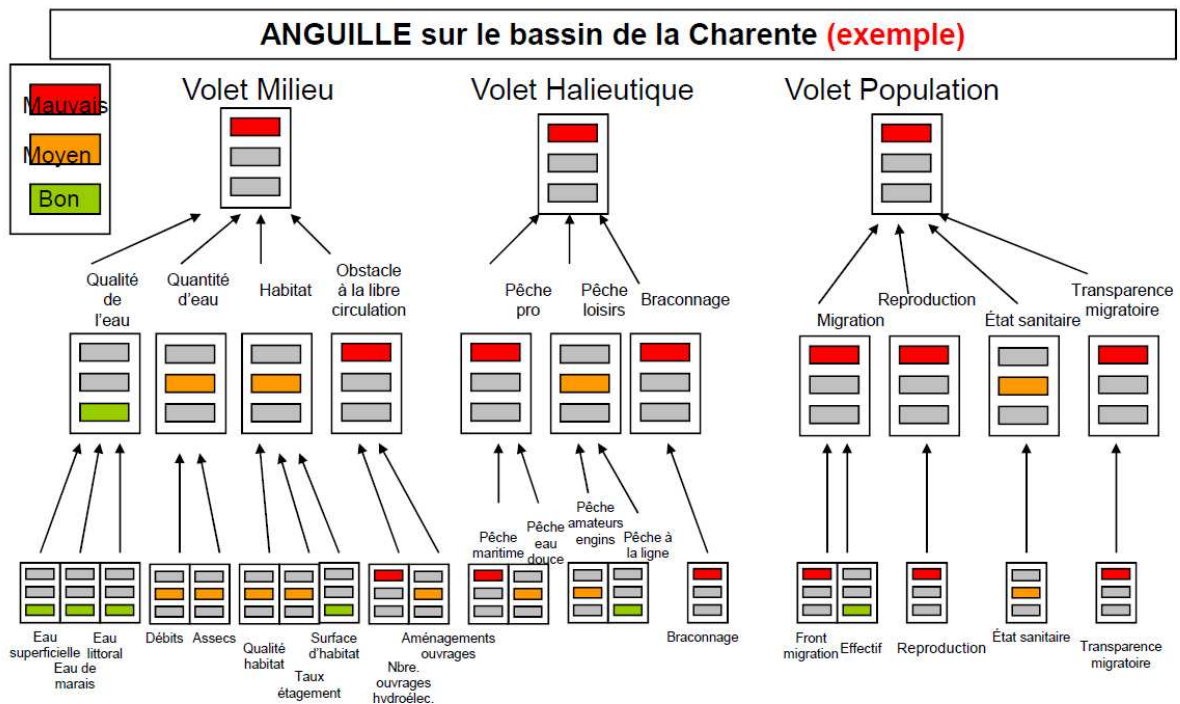 ANGUILLE sur le bassin de la Charente (exemple)
Mauvais
Moyen
Bon
Volet Milieu
Volet Halieutique
Volet Population
Qualité
de
l'eau
Quantité
d'eau
Habitat
Obstacle
à la libre
circulation
Pêche
pro
Pêche
loisirs
Braconnage
Migration
Reproduction
État sanitaire
Transparence
migratoire
Pêche
maritime
Pêche
eau
douce
Pêche
amateurs
engins
Pêche à
la ligne
Eau
superficielle
Eau de
marais
Eau
littoral
Débits
Assecs
Qualité
habitat
Taux
étagement
Surface
d'habitat
Nbre.
ouvrages
hydroélec.
Aménagements
ouvrages
Braconnage
Front
migration
Effectif
Reproduction
État sanitaire
Transparence
migratoire